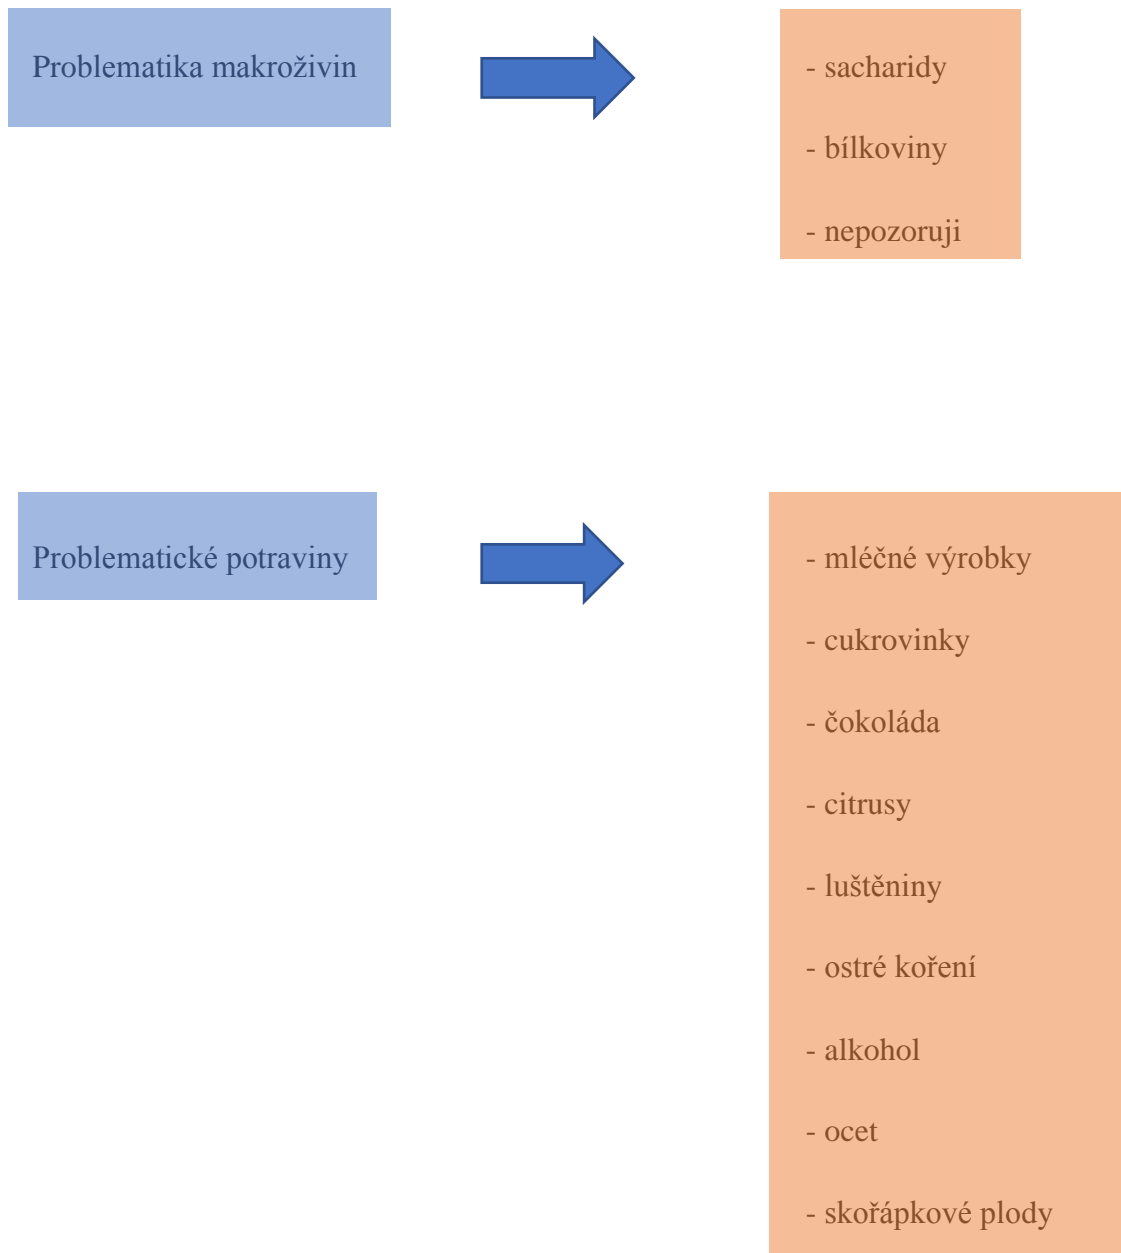 Problematika makroživin
- sacharidy
- bílkoviny
- nepozoruji
Problematické potraviny
- mléčné výrobky
- cukrovinky
- čokoláda
- citrusy
- luštěniny
- ostré koření
- alkohol
- ocet
- skořápkové plody